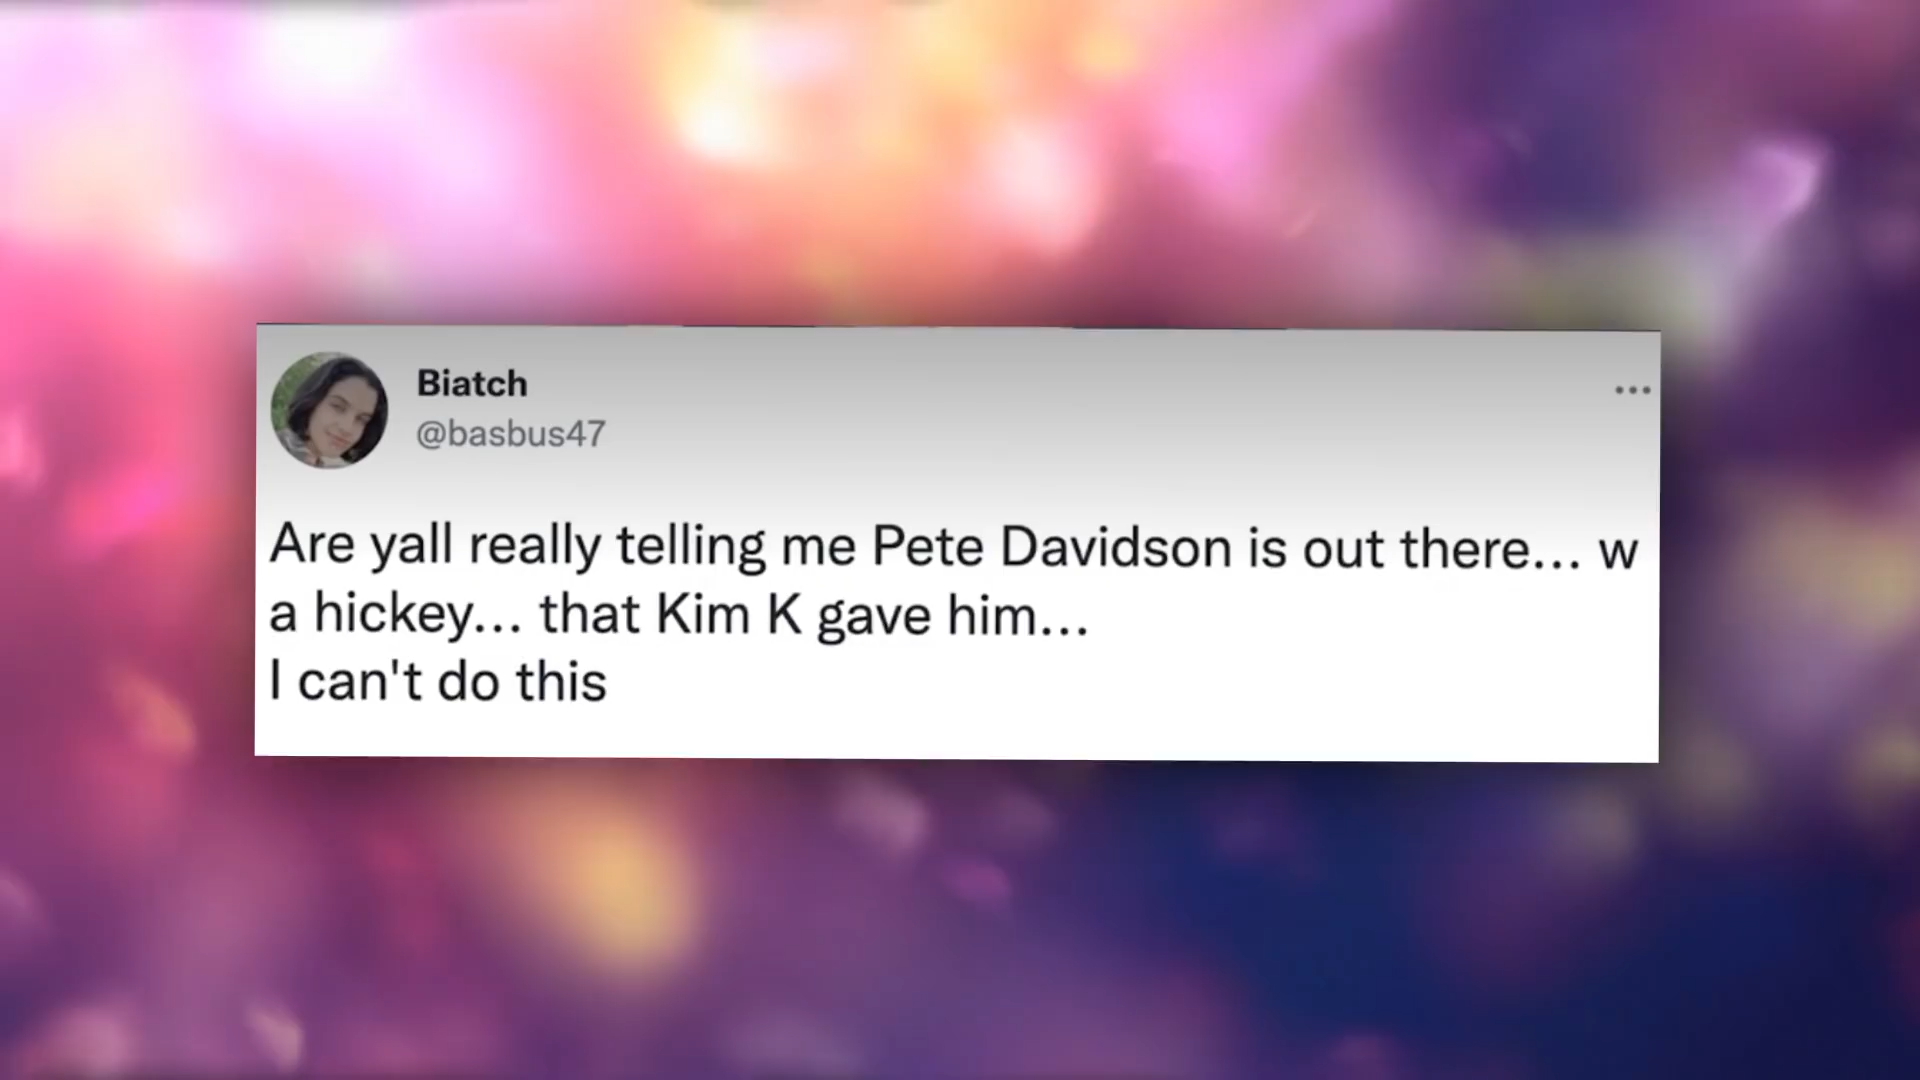 Biatch
@basbus47
Are yall really telling me Pete Davidson is out there... w
a hickey... that Kim K gave him...
I can't do this